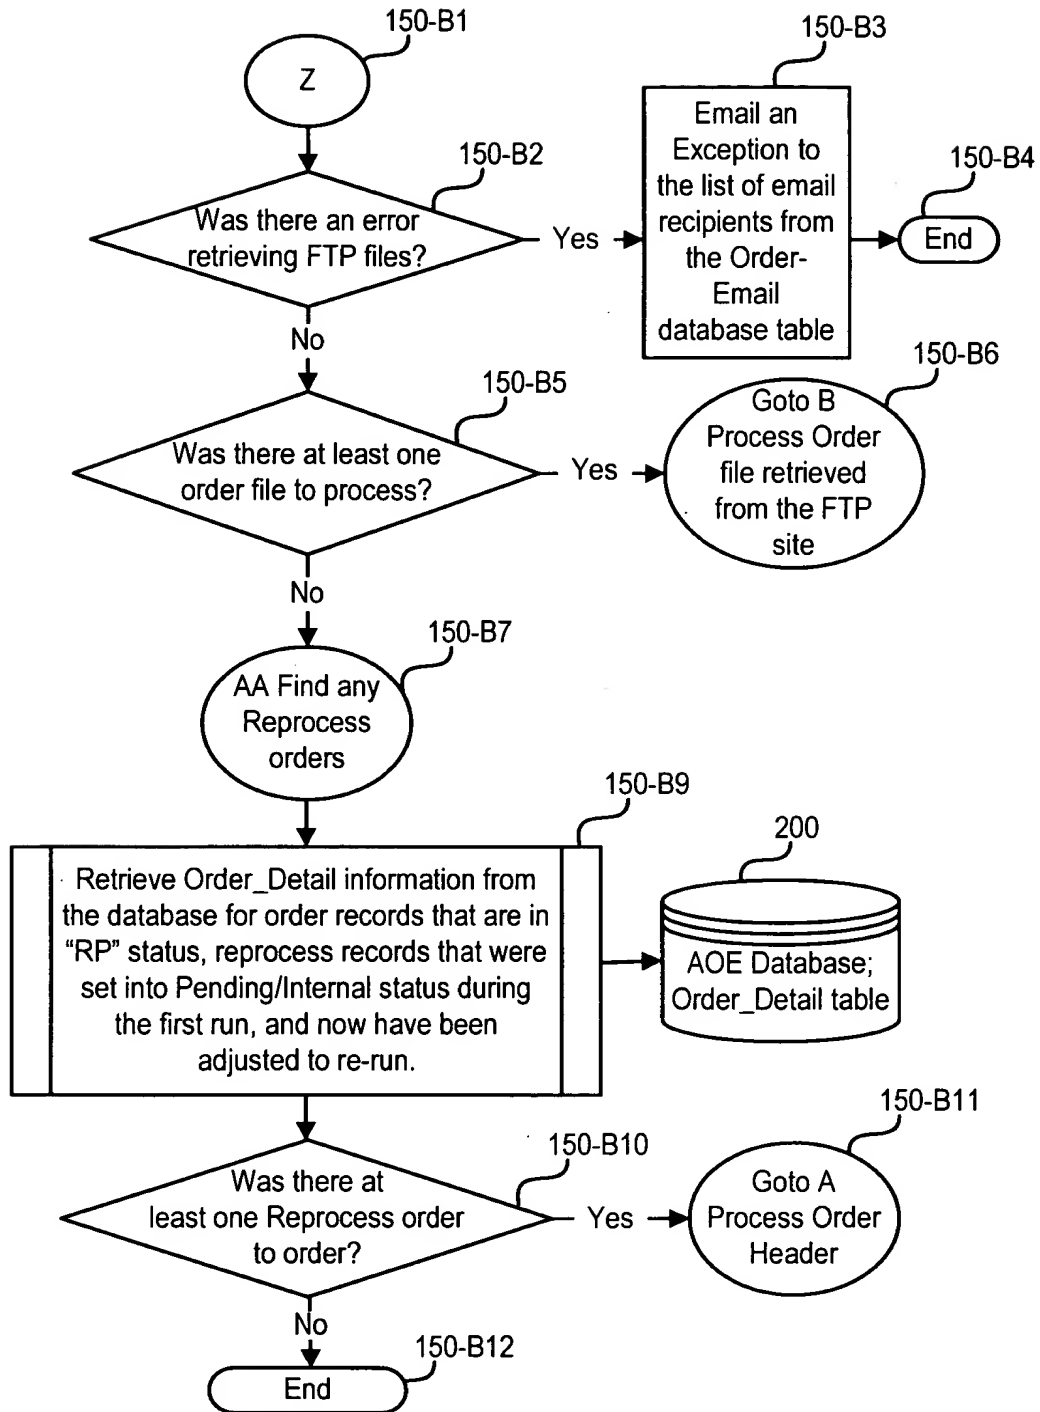 150-B1
Z
150-B2
Was there an error
retrieving FTP files?
Yes
150-B3
Email an
Exception to
the list of email
recipients from
the Order-
Email
database table
150-B4
End
No
150-B5
Was there at least one
order file to process?
Yes
150-B6
Goto B
Process Order
file retrieved
from the FTP
site
No
150-B7
AA Find any
Reprocess
orders
150-B9
Retrieve Order_Detail information from
the database for order records that are in
“RP” status, reprocess records that were
set into Pending/Internal status during
the first run, and now have been
adjusted to re-run.
200
AOE Database;
Order_Detail table
150-B10
Was there at
least one Reprocess order
to order?
Yes
150-B11
Goto A
Process Order
Header
No
150-B12
End